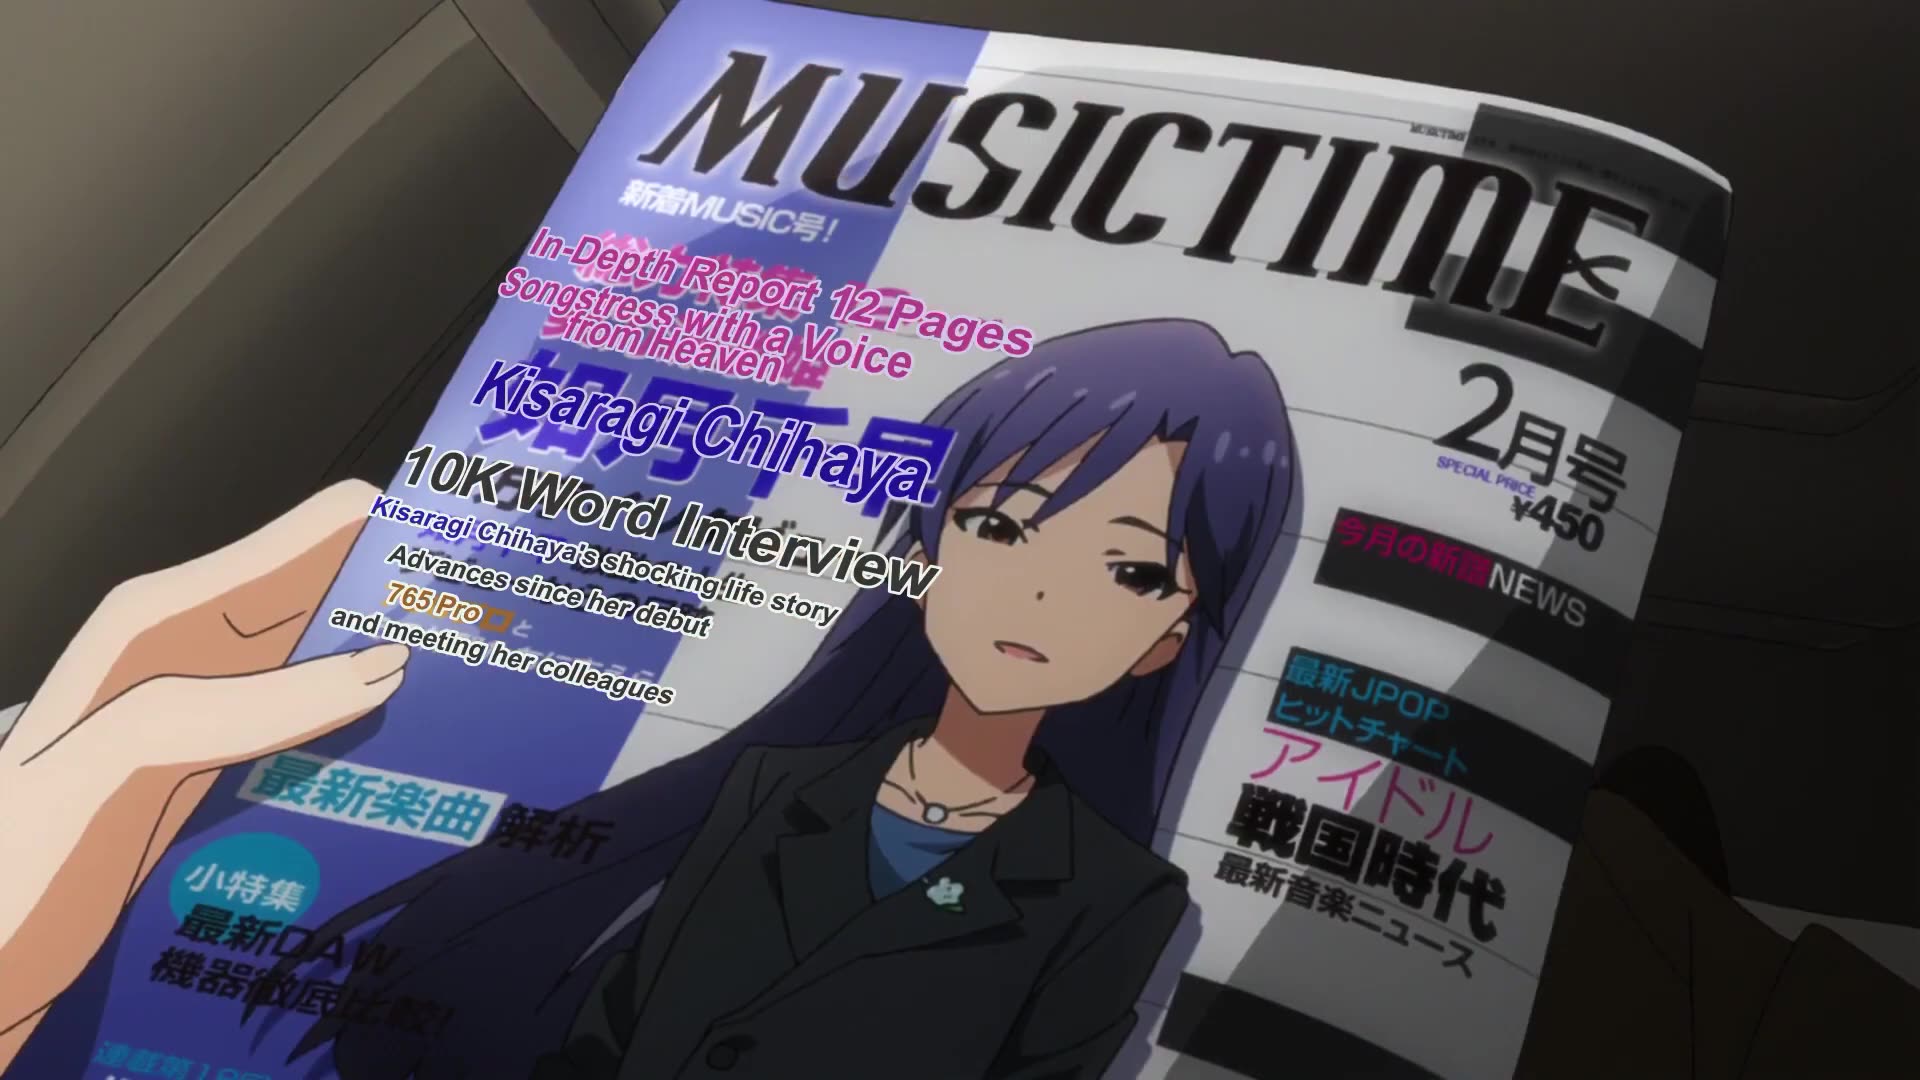 MUSICTIME
新着MUSIC号!
In-Depth Report 12 Pages
Songstress with a Voice
from Heaven
Kisaragi Chihaya
如月千早
10K Word Interview
Kisaragi Chihaya's shocking life story
Advances since her debut
765 Pro
and meeting her colleagues
最新楽曲解析
小特集
最新DAW
機器徹底比較!
2月号
SPECIAL PRICE
¥450
今月の新譜NEWS
最新JPOP
ヒットチャート
アイドル
戦国時代
最新音楽ニュース